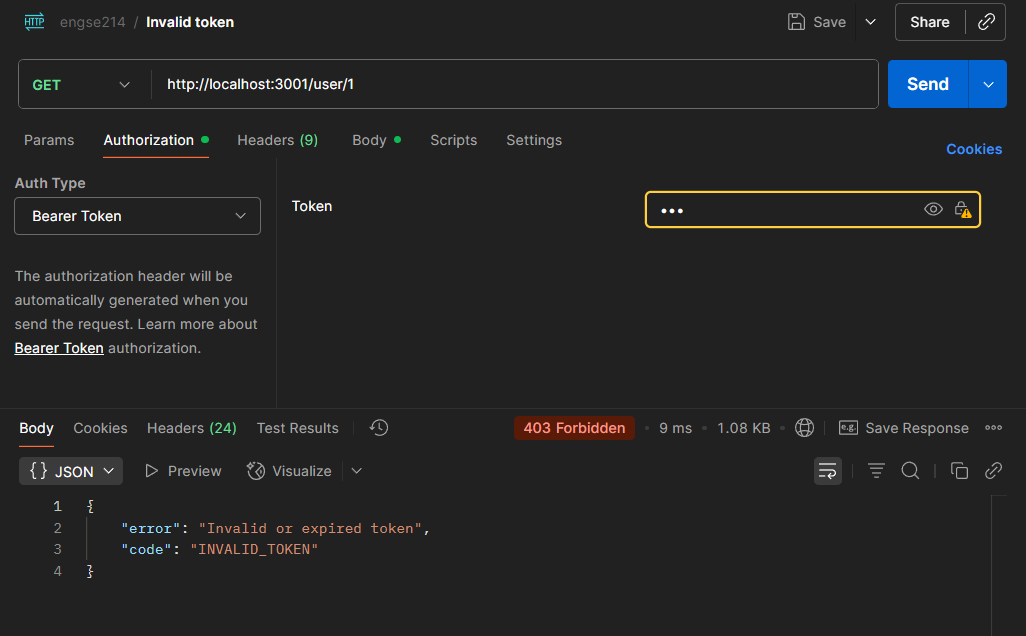 HTTP engse214 / Invalid token Save Share
GET http://localhost:3001/user/1 Send
Params Authorization Headers (9) Body Scripts Settings Cookies
Auth Type
Bearer Token
Token •••
The authorization header will be
automatically generated when you
send the request. Learn more about
Bearer Token authorization.
Body Cookies Headers (24) Test Results 403 Forbidden • 9 ms • 1.08 KB • e.g. Save Response
{} JSON Preview Visualize
1 {
2 "error": "Invalid or expired token",
3 "code": "INVALID_TOKEN"
4 }